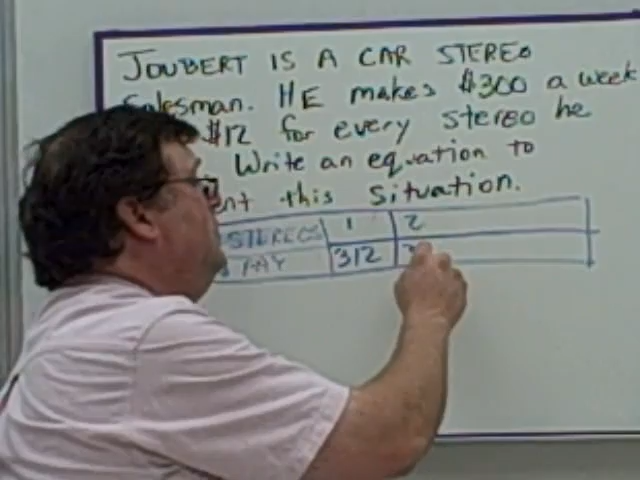 JOUBERT IS A CAR STEREO
Salesman. HE makes $300 a week
$12 for every stereo he
Write an equation to
this situation.
STEREOS 1 2
PAY 312 3